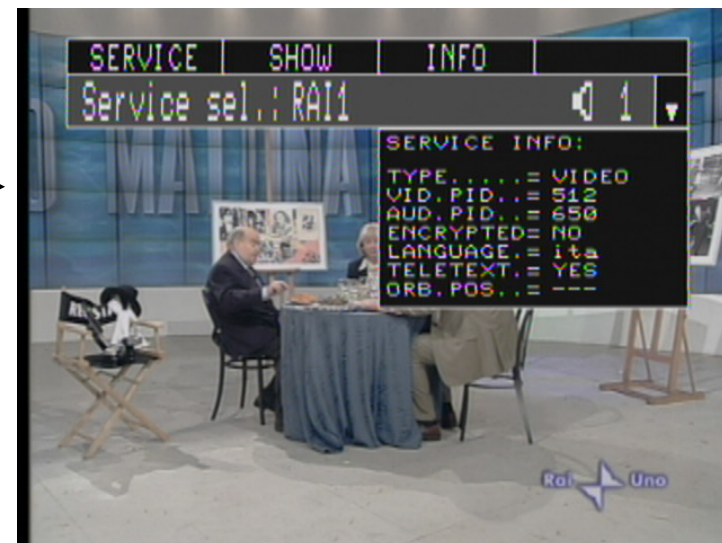 SERVICE SHOW INFO
Service sel.: RAI1 1
SERVICE INFO:
TYPE.....= VIDEO
VID.PID..= 512
AUD.PID..= 650
ENCRYPTED= NO
LANGUAGE.= ita
TELETEXT.= YES
ORB.POS..= ---
Rai Uno